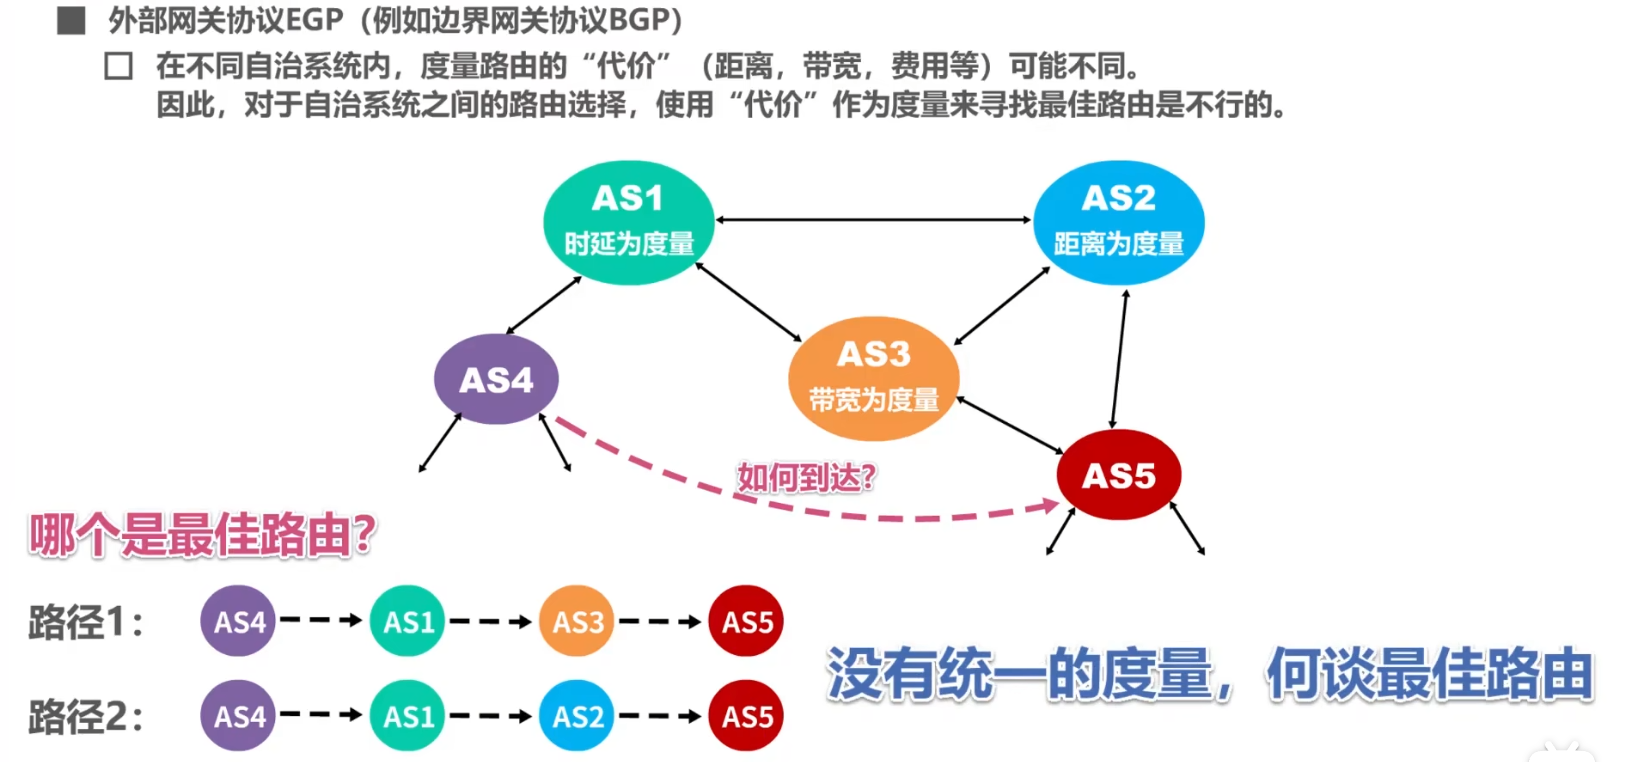 外部网关协议EGP（例如边界网关协议BGP）
在不同自治系统内，度量路由的“代价”（距离，带宽，费用等）可能不同。
因此，对于自治系统之间的路由选择，使用“代价”作为度量来寻找最佳路由是不行的。
AS1
时延为度量
AS2
距离为度量
AS3
带宽为度量
AS4
AS5
如何到达?
哪个是最佳路由?
路径1：
AS4
AS1
AS3
AS5
路径2：
AS4
AS1
AS2
AS5
没有统一的度量，何谈最佳路由